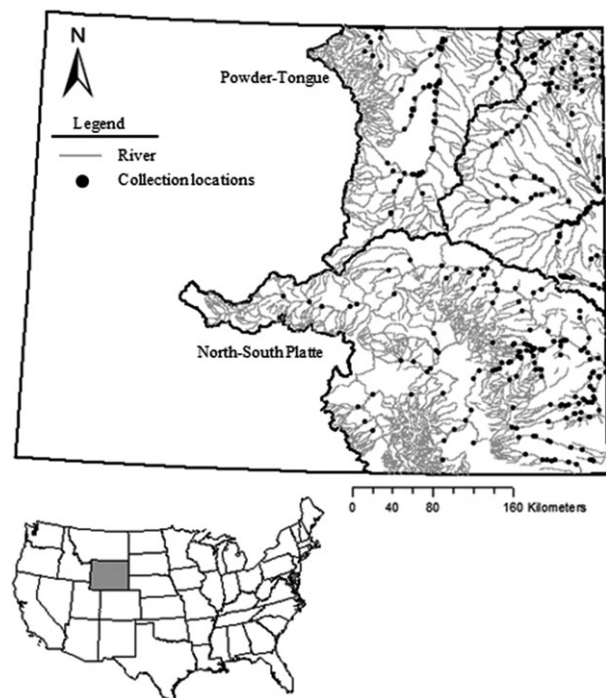 N
Powder-Tongue
Legend
River
Collection locations
North-South Platte
0 40 80 160 Kilometers